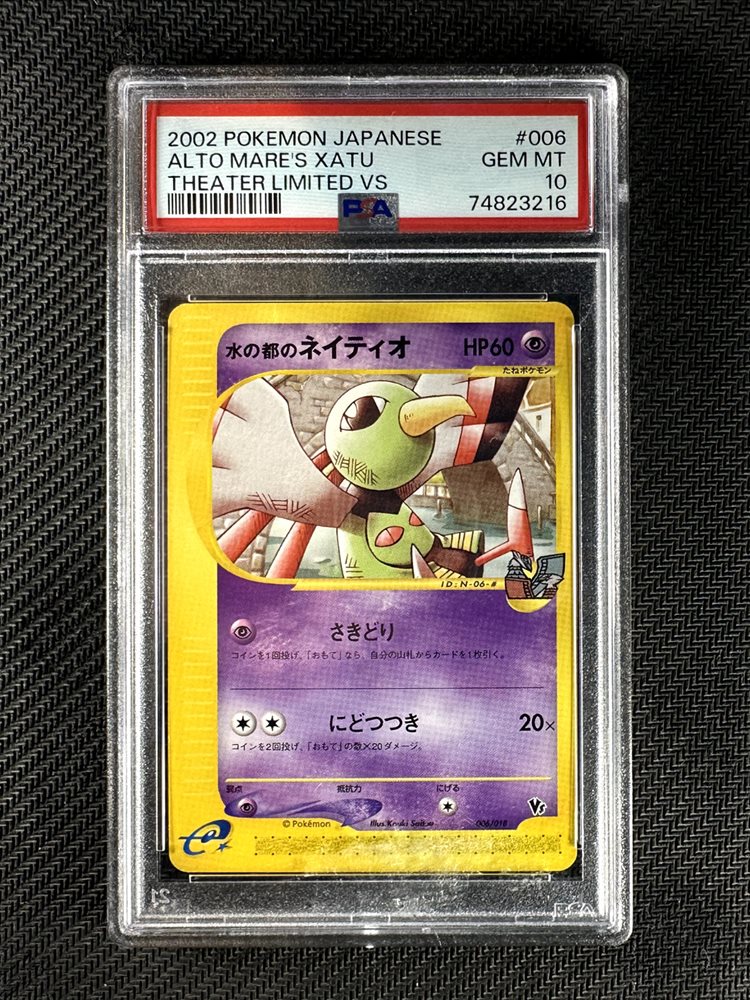 2002 POKEMON JAPANESE #006
ALTO MARE'S XATU GEM MT
THEATER LIMITED VS 10
PSA 74823216
水の都のネイティオ HP60
たねポケモン
ID:N-06-#
さきどり
コインを1回投げ、「おもて」なら、自分の山札からカードを1枚引く。
にどつつき 20×
コインを2回投げ、「おもて」の数×20ダメージ。
弱点 抵抗力 にげる
VS
©Pokémon Illus. Kouki Saitou 006/018
e